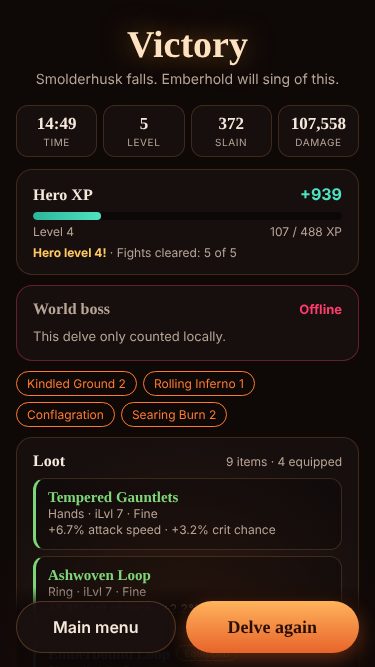 Victory
Smolderhusk falls. Emberhold will sing of this.
14:49
TIME
5
LEVEL
372
SLAIN
107,558
DAMAGE
Hero XP
+939
Level 4
107 / 488 XP
Hero level 4! · Fights cleared: 5 of 5
World boss
Offline
This delve only counted locally.
Kindled Ground 2
Rolling Inferno 1
Conflagration
Searing Burn 2
Loot
9 items · 4 equipped
Tempered Gauntlets
Hands · iLvl 7 · Fine
+6.7% attack speed · +3.2% crit chance
Ashwoven Loop
Ring · iLvl 7 · Fine
Main menu
Delve again